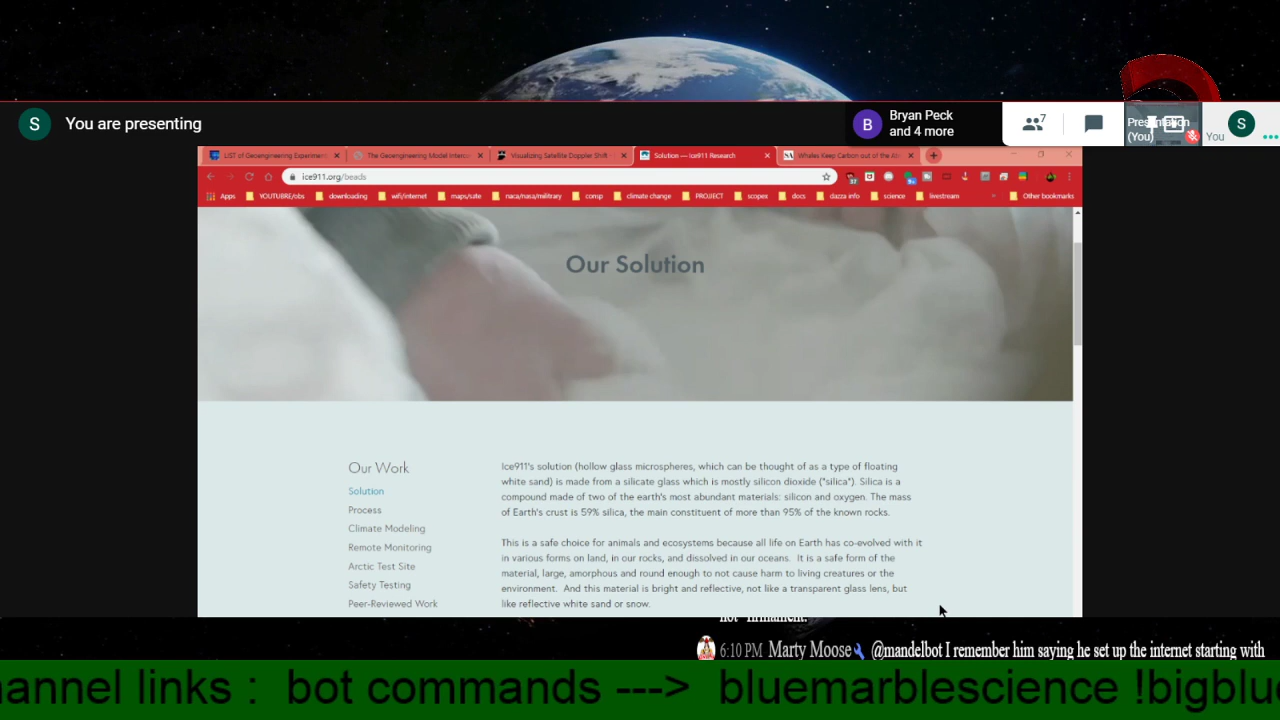 S You are presenting
B Bryan Peck
and 4 more
7
Presentation
(You)
You
S
LIST of Geoengineering Experiment
The Geoengineering Model Interco
Visualizing Satellite Doppler Shift
Solution — Ice911 Research
SA Whales Keep Carbon out of the
ice911.org/beads
Apps YOUTUBRE/obs downloading wifi/internet maps/sate naca/nasa/military comp climate change PROJECT scopes docs dazza info science livestream » Other bookmarks
Our Solution
Our Work
Solution
Process
Climate Modeling
Remote Monitoring
Arctic Test Site
Safety Testing
Peer-Reviewed Work
Ice911's solution (hollow glass microspheres, which can be thought of as a type of floating
white sand) is made from a silicate glass which is mostly silicon dioxide ("silica"). Silica is a
compound made of two of the earth's most abundant materials: silicon and oxygen. The mass
of Earth's crust is 59% silica, the main constituent of more than 95% of the known rocks.
This is a safe choice for animals and ecosystems because all life on Earth has co-evolved with it
in various forms on land, in our rocks, and dissolved in our oceans. It is a safe form of the
material, large, amorphous and round enough to not cause harm to living creatures or the
environment. And this material is bright and reflective, not like a transparent glass lens, but
like reflective white sand or snow.
not "firmament."
6:10 PM Marty Moose @mandelbot I remember him saying he set up the internet starting with
hannel links : bot commands ---> bluemarblescience !bigblue